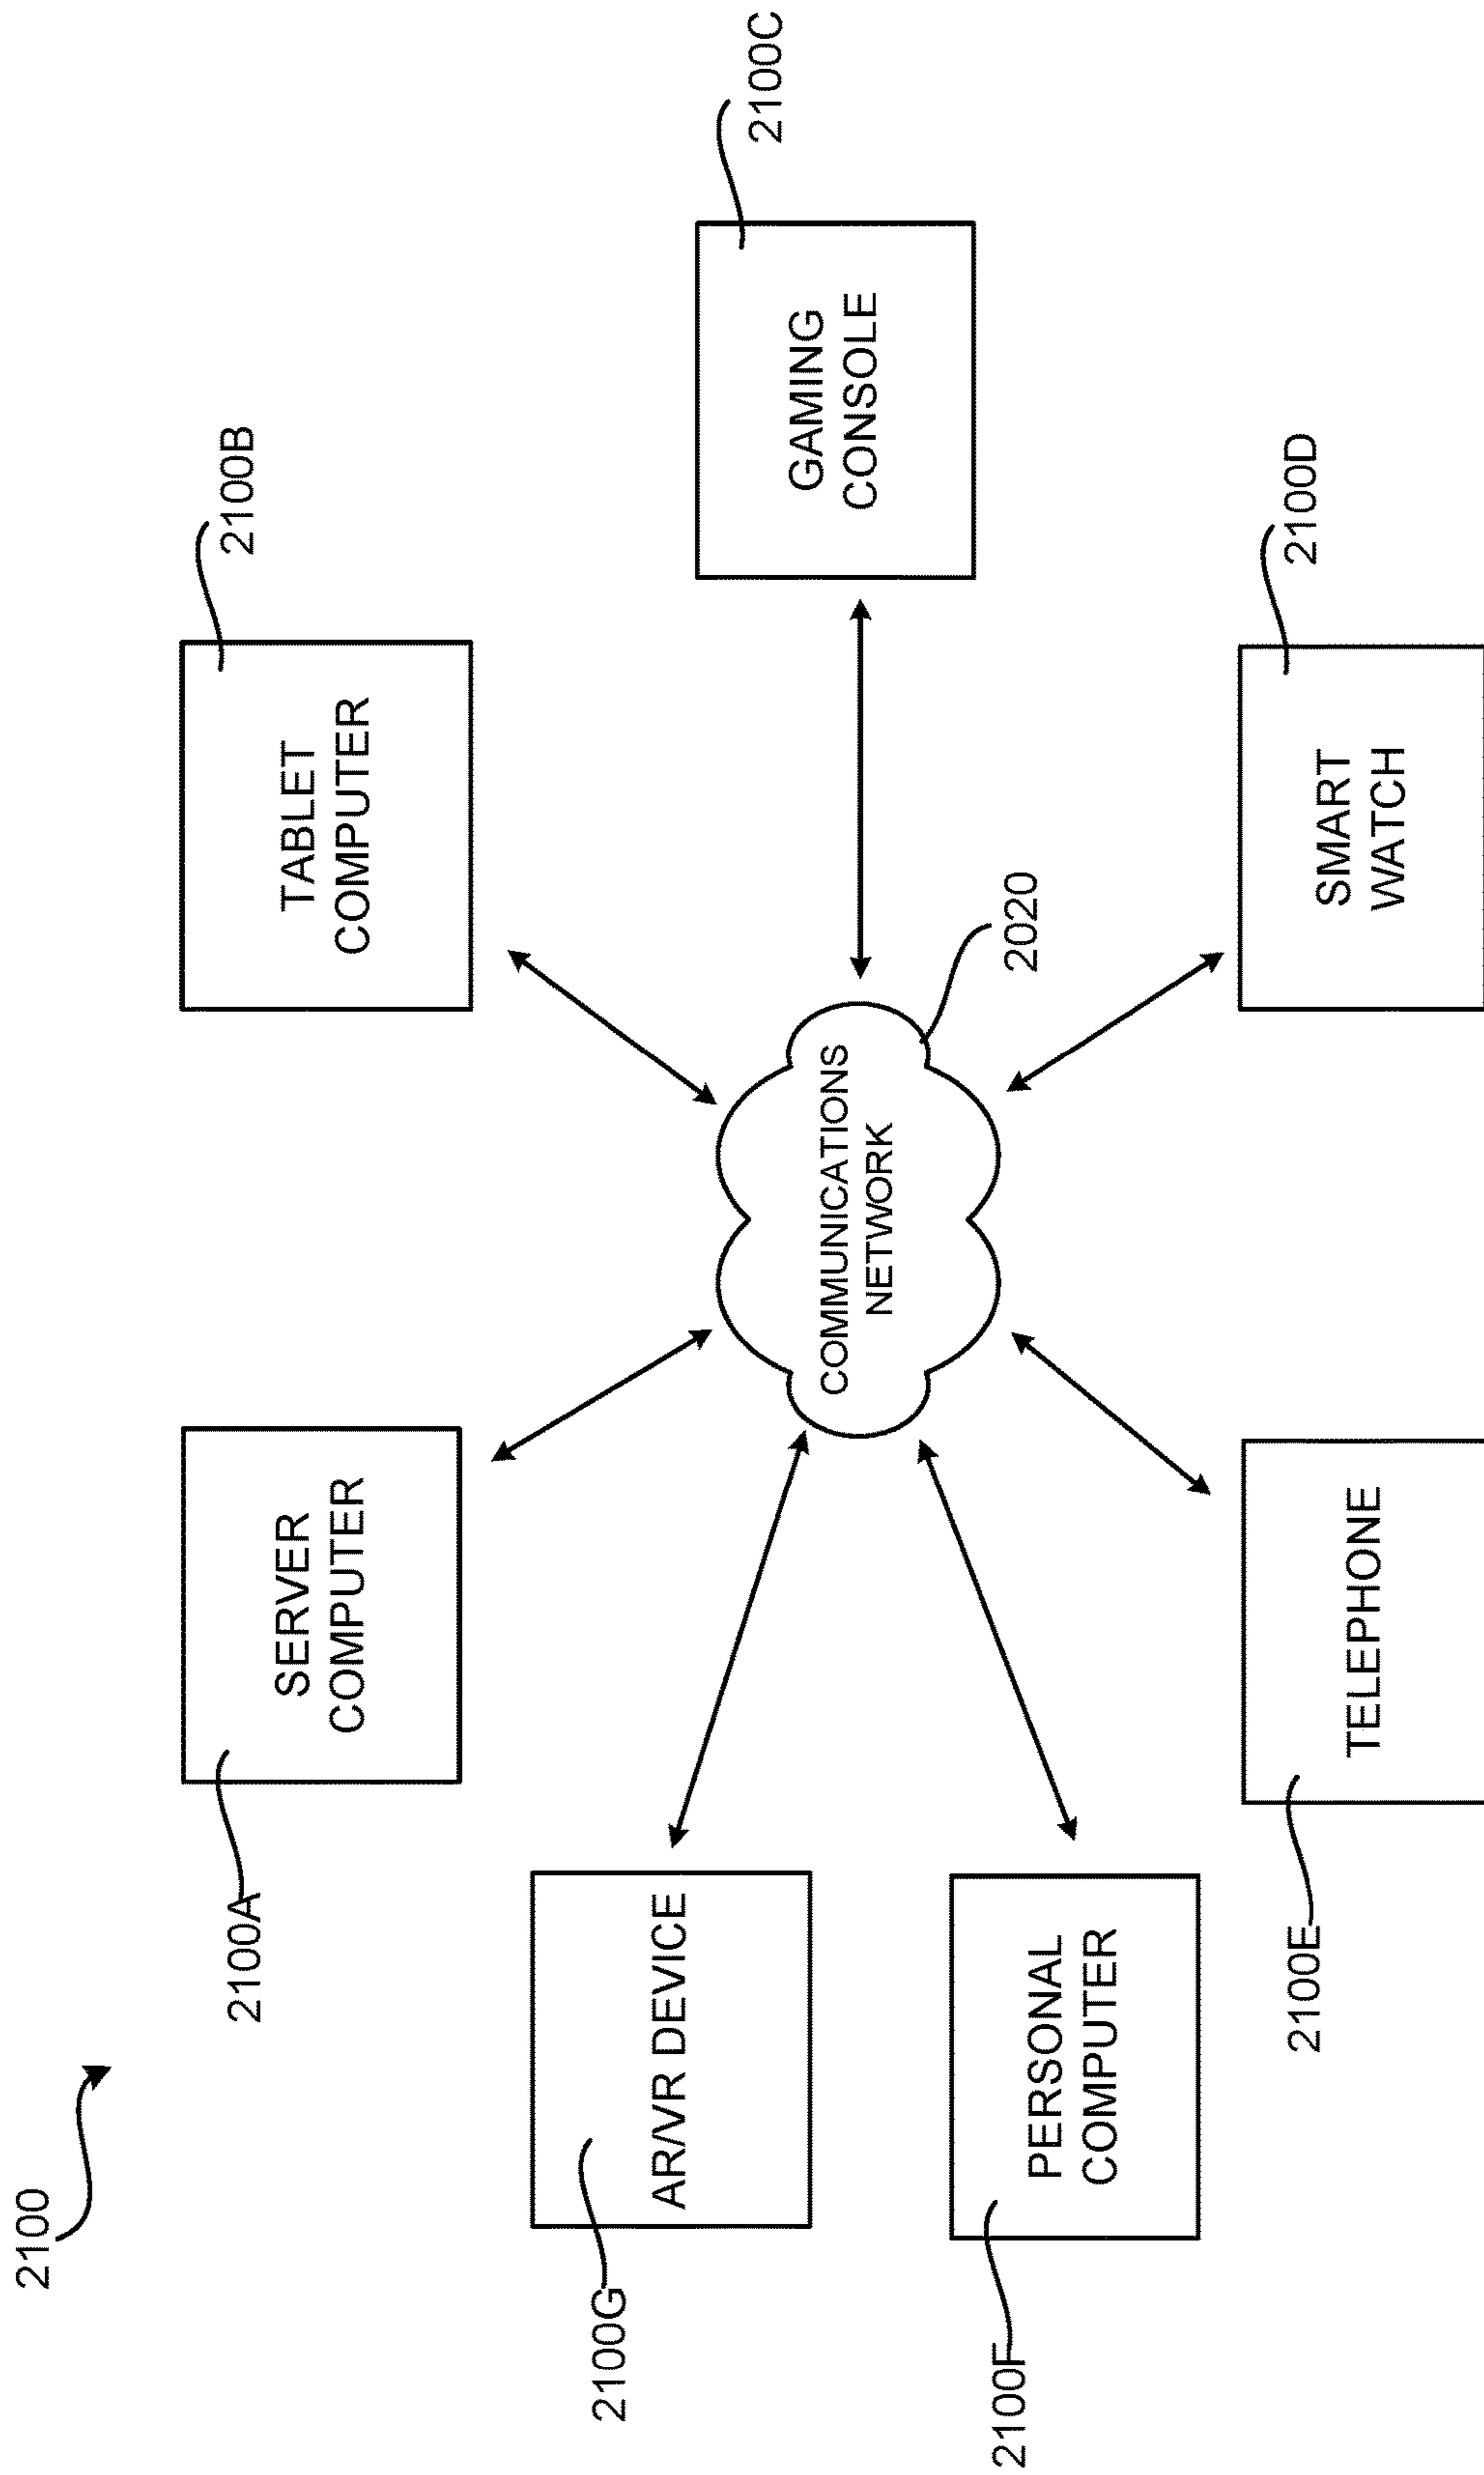 2100
2100A
SERVER
COMPUTER
TABLET
COMPUTER
2100B
2100G
AR/VR DEVICE
COMMUNICATIONS
NETWORK
2020
GAMING
CONSOLE
2100C
2100F
PERSONAL
COMPUTER
2100E
TELEPHONE
SMART
WATCH
2100D